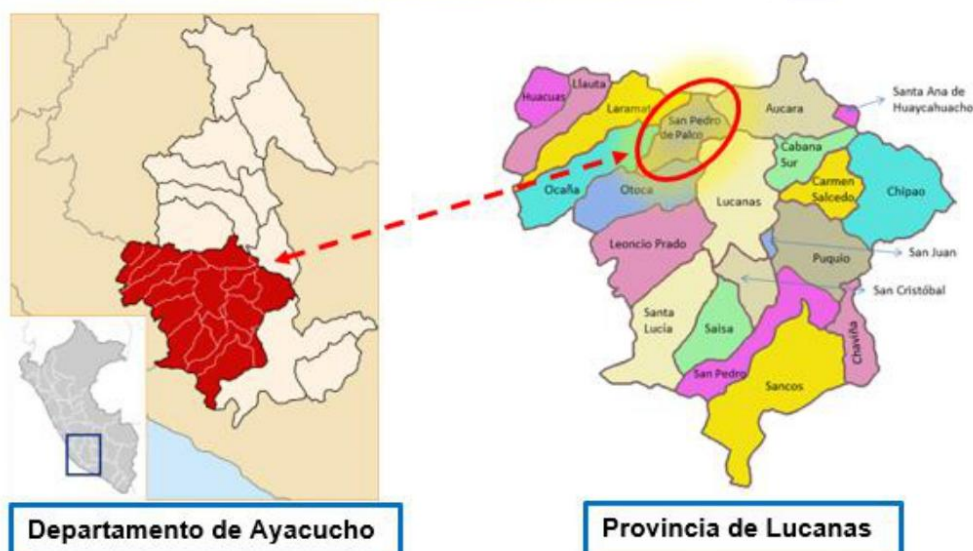 Huacuas
Llauta
Laramat
San Pedro
de Palco
Aucara
Santa Ana de
Huaycahuacho
Cabana
Sur
Carmen
Salcedo
Chipao
Ocaña
Otoca
Lucanas
Leoncio Prado
Puquio
San Juan
San Cristóbal
Santa
Lucia
Saisa
San Pedro
Chaviña
Sancos
Departamento de Ayacucho
Provincia de Lucanas